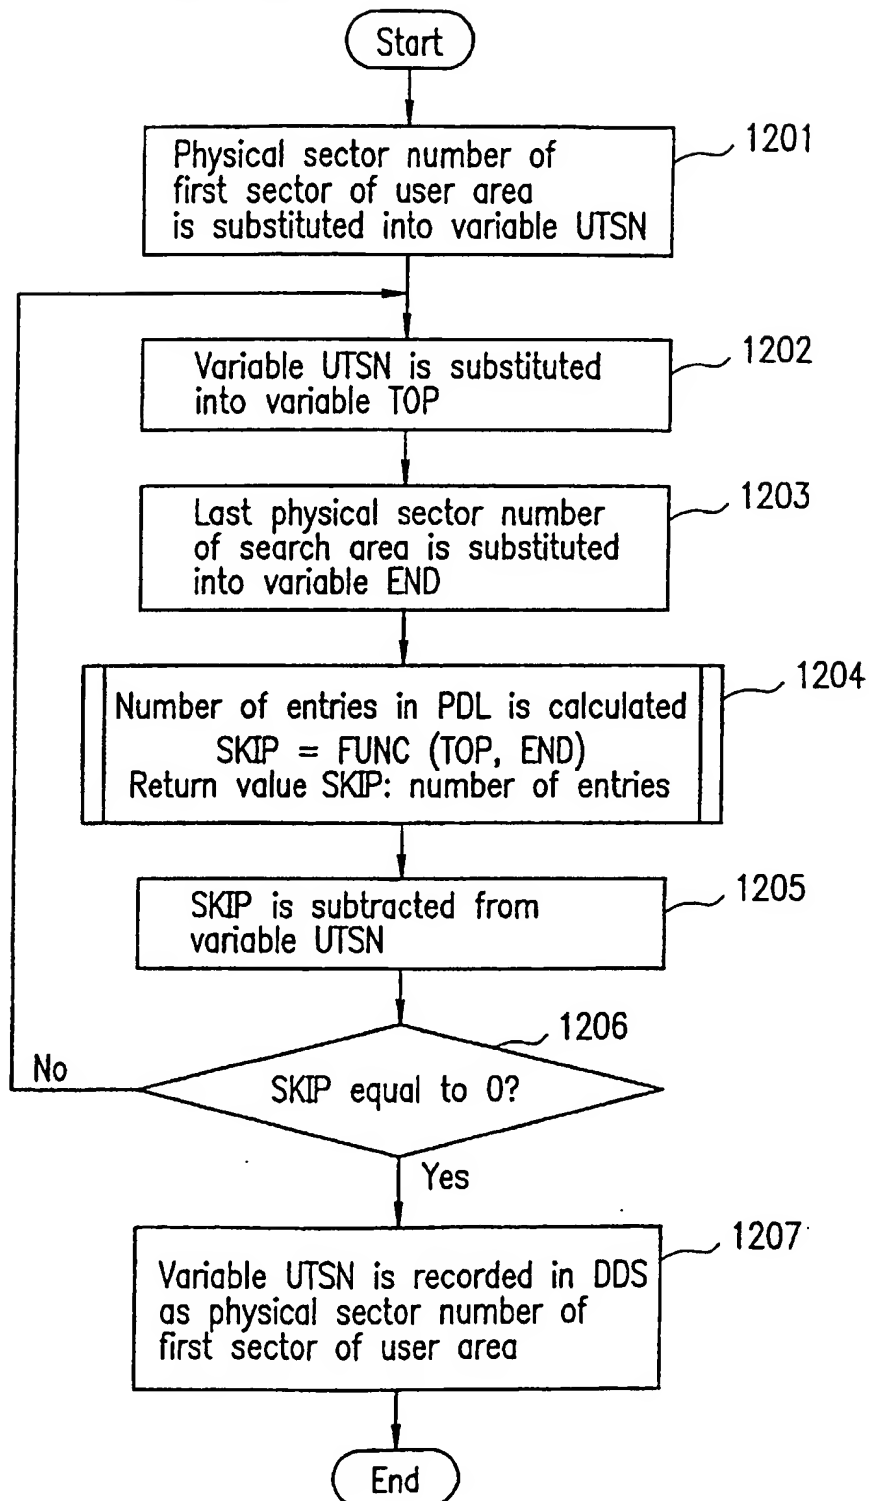 Start
1201
Physical sector number of
first sector of user area
is substituted into variable UTSN
1202
Variable UTSN is substituted
into variable TOP
1203
Last physical sector number
of search area is substituted
into variable END
1204
Number of entries in PDL is calculated
SKIP = FUNC (TOP, END)
Return value SKIP: number of entries
1205
SKIP is subtracted from
variable UTSN
1206
SKIP equal to 0?
No
Yes
1207
Variable UTSN is recorded in DDS
as physical sector number of
first sector of user area
End